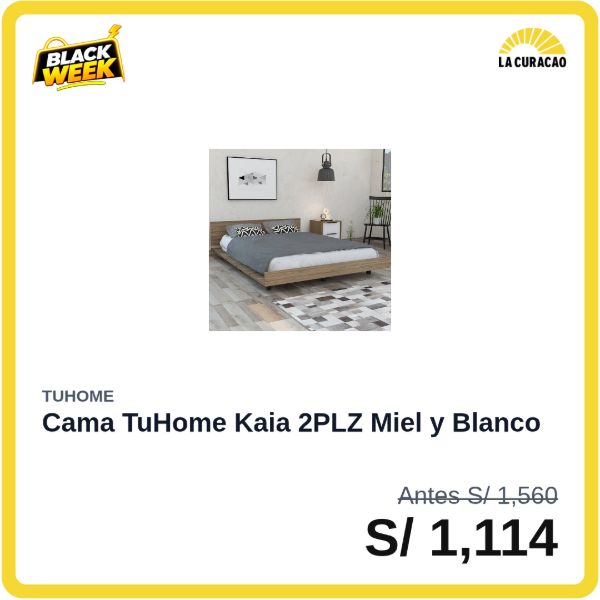 BLACK
WEEK
LA CURACAO
TUHOME
Cama TuHome Kaia 2PLZ Miel y Blanco
Antes S/ 1,560
S/ 1,114